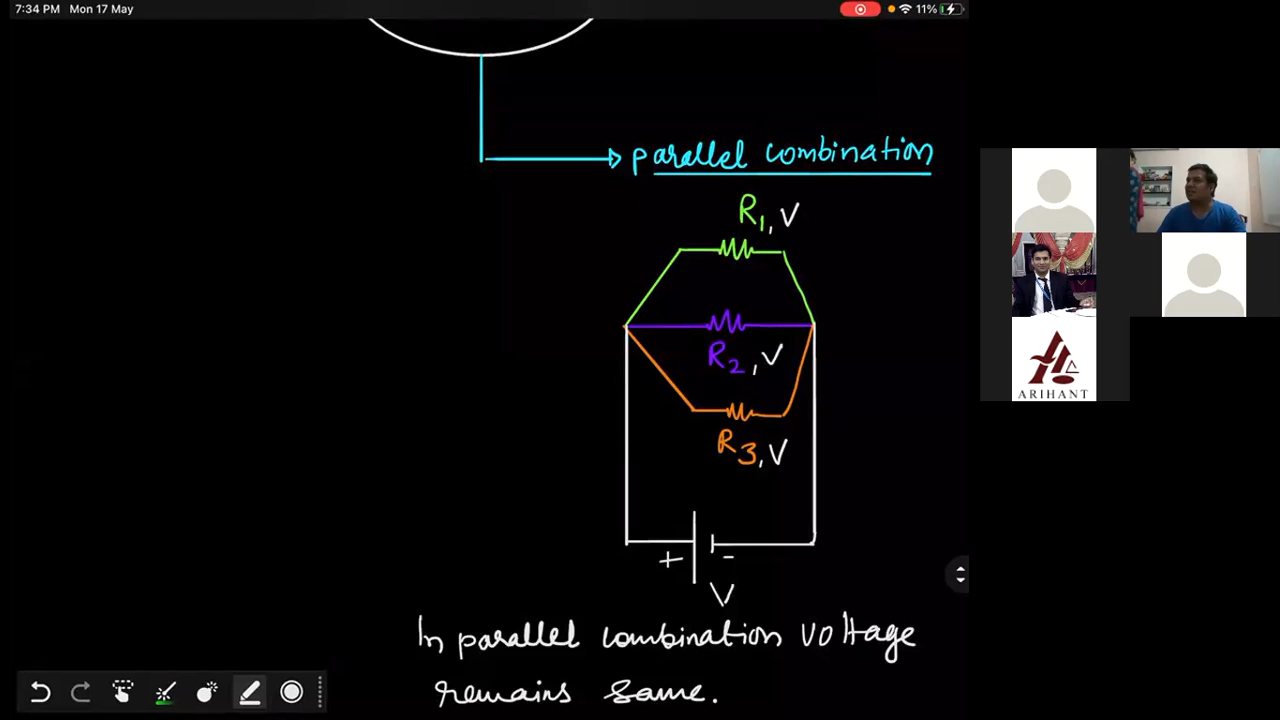 7:34 PM Mon 17 May
11%
parallel combination
R1, V
R2, V
R3, V
+ -
V
In parallel combination voltage
remains same.
ARIHANT